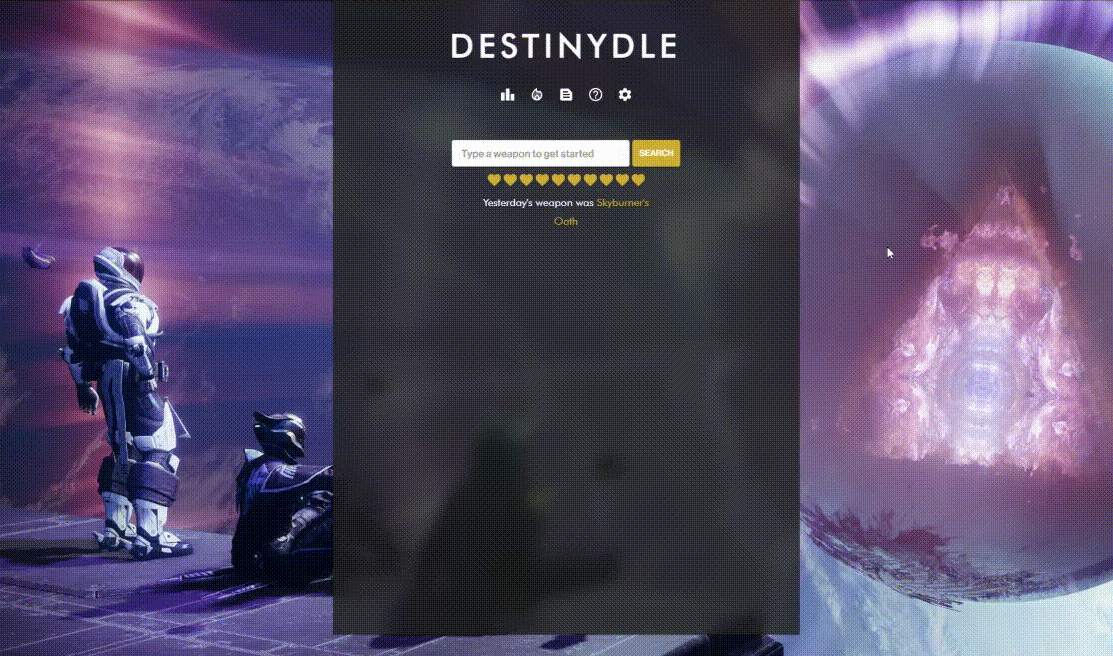 DESTINYDLE
Type a weapon to get started
SEARCH
Yesterday's weapon was Skyburner's
Oath